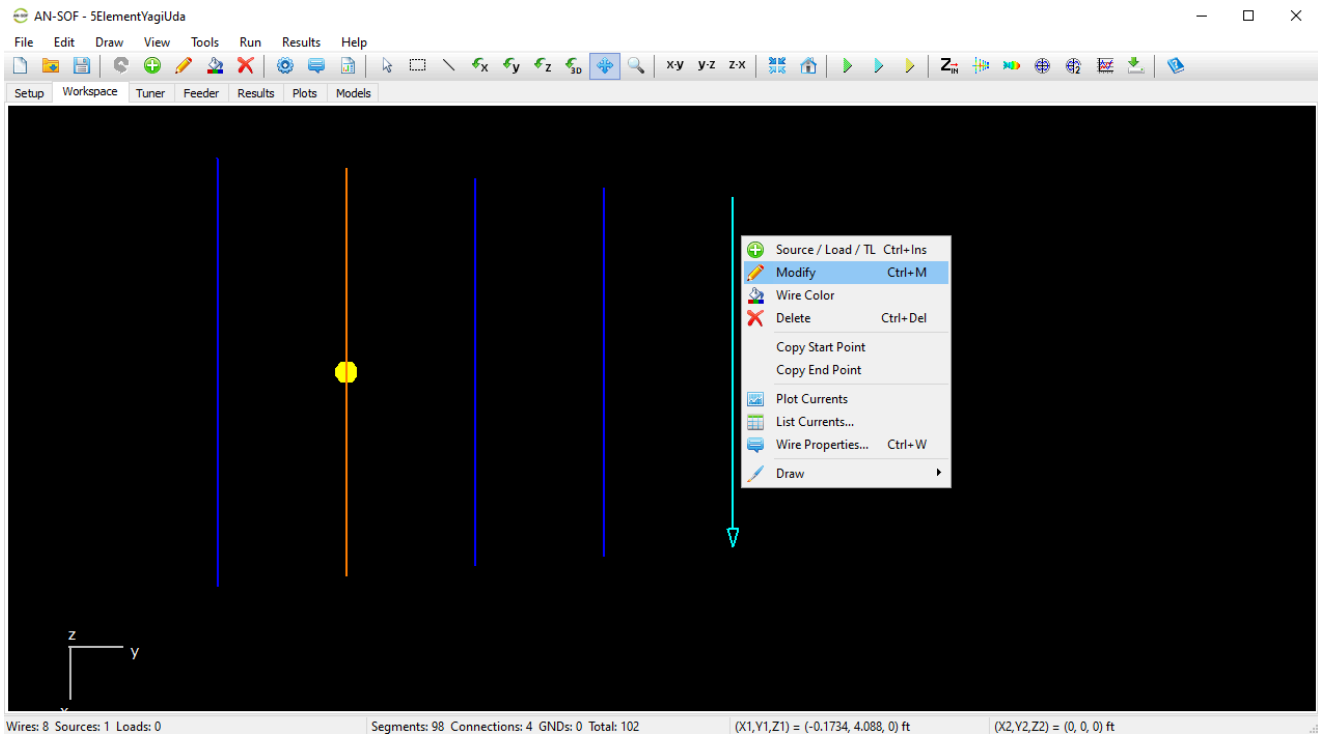 AN-SOF - 5ElementYagiUda
File Edit Draw View Tools Run Results Help
x y z 3D x-y y-z z-x ZIN 2
Setup Workspace Tuner Feeder Results Plots Models
Source / Load / TL Ctrl+Ins
Modify Ctrl+M
Wire Color
Delete Ctrl+Del
Copy Start Point
Copy End Point
Plot Currents
List Currents...
Wire Properties... Ctrl+W
Draw
z
y
x
Wires: 8 Sources: 1 Loads: 0 Segments: 98 Connections: 4 GNDs: 0 Total: 102 (X1,Y1,Z1) = (-0.1734, 4.088, 0) ft (X2,Y2,Z2) = (0, 0, 0) ft